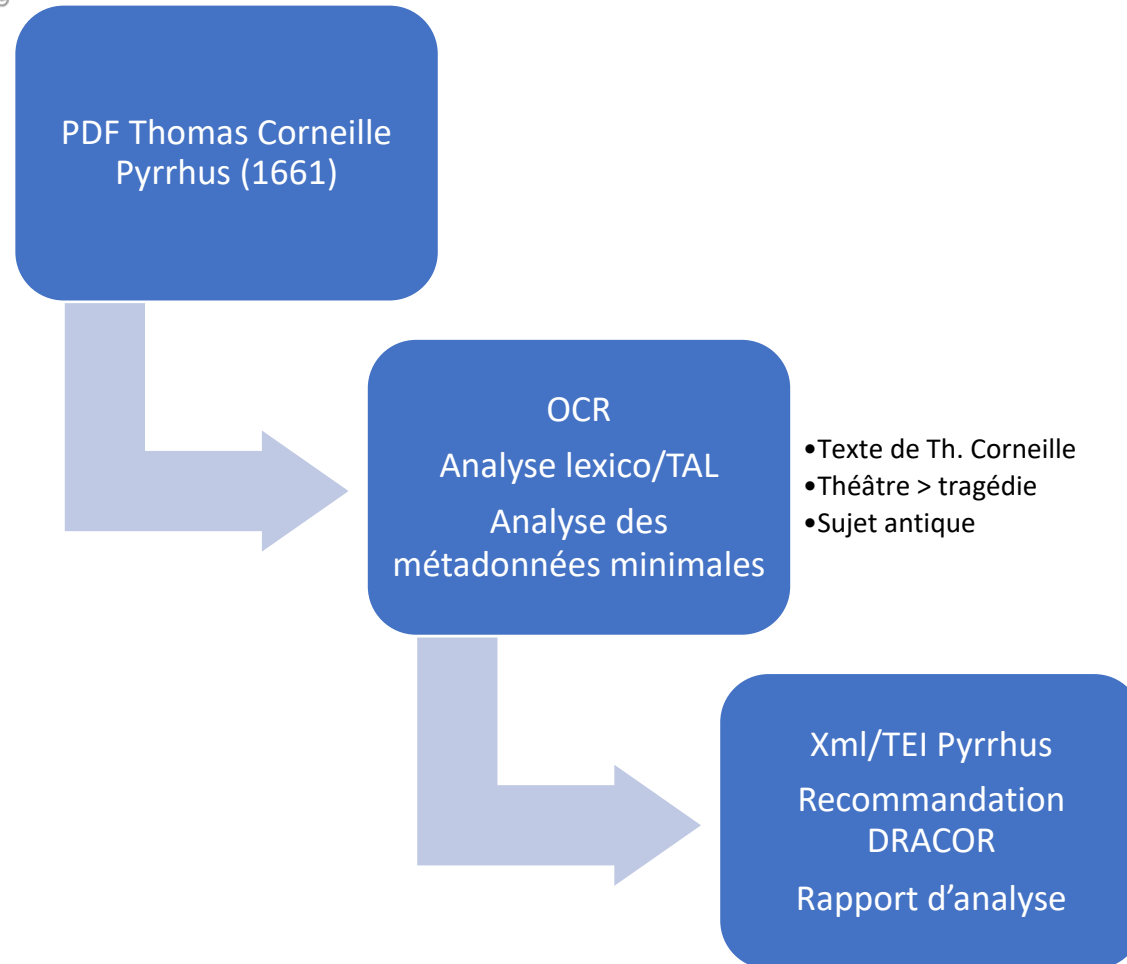 PDF Thomas Corneille
Pyrrhus (1661)
OCR
Analyse lexico/TAL
Analyse des
métadonnées minimales
•Texte de Th. Corneille
•Théâtre > tragédie
•Sujet antique
Xml/TEI Pyrrhus
Recommandation
DRACOR
Rapport d’analyse